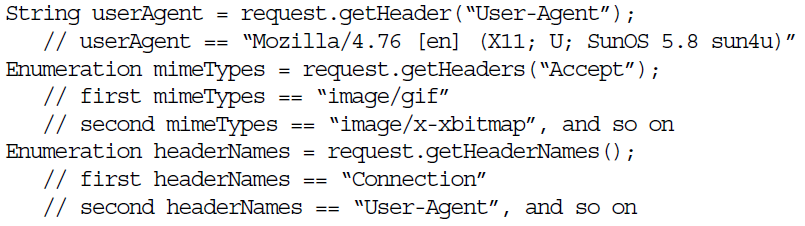 String userAgent = request.getHeader(“User-Agent”);
// userAgent == “Mozilla/4.76 [en] (X11; U; SunOS 5.8 sun4u)”
Enumeration mimeTypes = request.getHeaders(“Accept”);
// first mimeTypes == “image/gif”
// second mimeTypes == “image/x-xbitmap”, and so on
Enumeration headerNames = request.getHeaderNames();
// first headerNames == “Connection”
// second headerNames == “User-Agent”, and so on